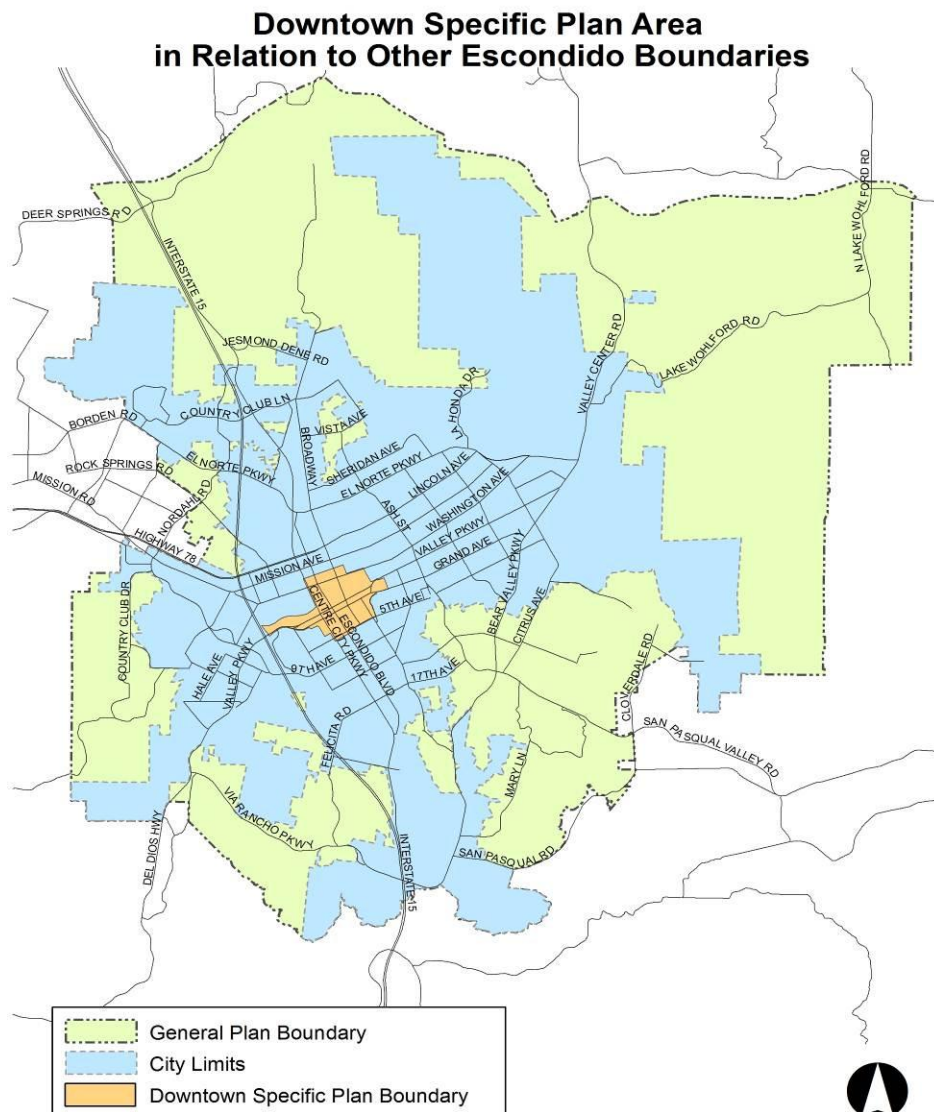 Downtown Specific Plan Area
in Relation to Other Escondido Boundaries
DEER SPRINGS RD
INTERSTATE 15
N LAKE WOHLFORD RD
JESMOND DENE RD
LAKE WOHLFORD RD
VALLEY CENTER RD
LA HONDA DR
COUNTRY CLUB LN
BORDEN RD
BROADWAY
VISTA AVE
ROCK SPRINGS RD
EL NORTE PKWY
SHERIDAN AVE
EL NORTE PKWY
LINCOLN AVE
MISSION RD
NORDAHL RD
ASH ST
WASHINGTON AVE
HIGHWAY 78
MISSION AVE
VALLEY PKWY
GRAND AVE
COUNTRY CLUB DR
CENTRE CITY PKWY
ESCONDIDO BLVD
5TH AVE
BEAR VALLEY PKWY
CITRUS AVE
HALE AVE
VALLEY PKWY
9TH AVE
17TH AVE
CLOVERDALE RD
FELICITA RD
SAN PASQUAL VALLEY RD
MARY LN
VIA RANCHO PKWY
DEL DIOS HWY
INTERSTATE 15
SAN PASQUAL RD
General Plan Boundary
City Limits
Downtown Specific Plan Boundary